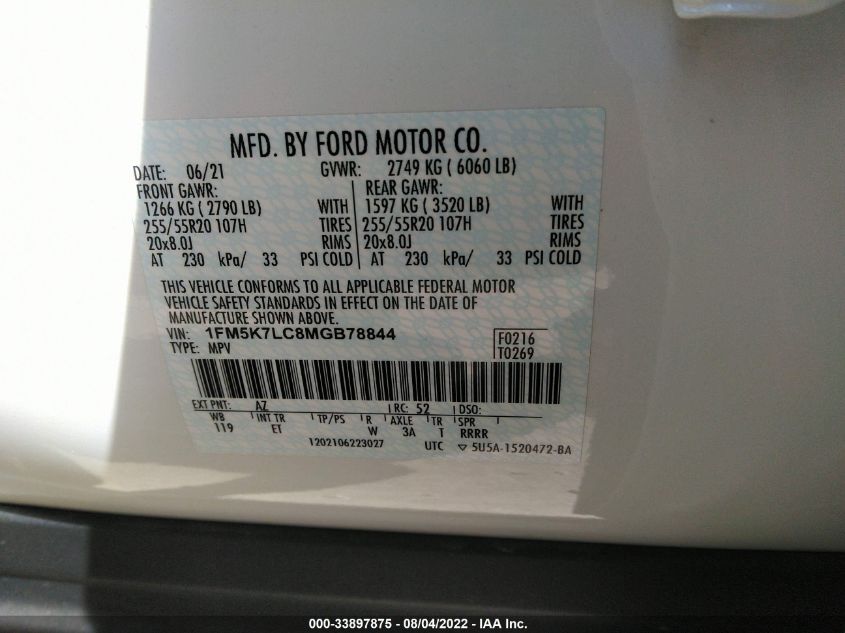 MFD. BY FORD MOTOR CO.
DATE: 06/21 GVWR: 2749 KG ( 6060 LB)
FRONT GAWR: REAR GAWR:
1266 KG ( 2790 LB) WITH 1597 KG ( 3520 LB) WITH
255/55R20 107H TIRES 255/55R20 107H TIRES
20x8.0J RIMS 20x8.0J RIMS
AT 230 kPa/ 33 PSI COLD AT 230 kPa/ 33 PSI COLD
THIS VEHICLE CONFORMS TO ALL APPLICABLE FEDERAL MOTOR
VEHICLE SAFETY STANDARDS IN EFFECT ON THE DATE OF
MANUFACTURE SHOWN ABOVE.
VIN: 1FM5K7LC8MGB78844 F0216
TYPE: MPV T0269
EXT PNT: AZ RC: 52 DSO:
WB INT TR TP/PS R AXLE TR SPR
119 ET W 3A T RRRR
1202106223027 UTC ▽ 5U5A-1520472-BA
000-33897875 - 08/04/2022 - IAA Inc.